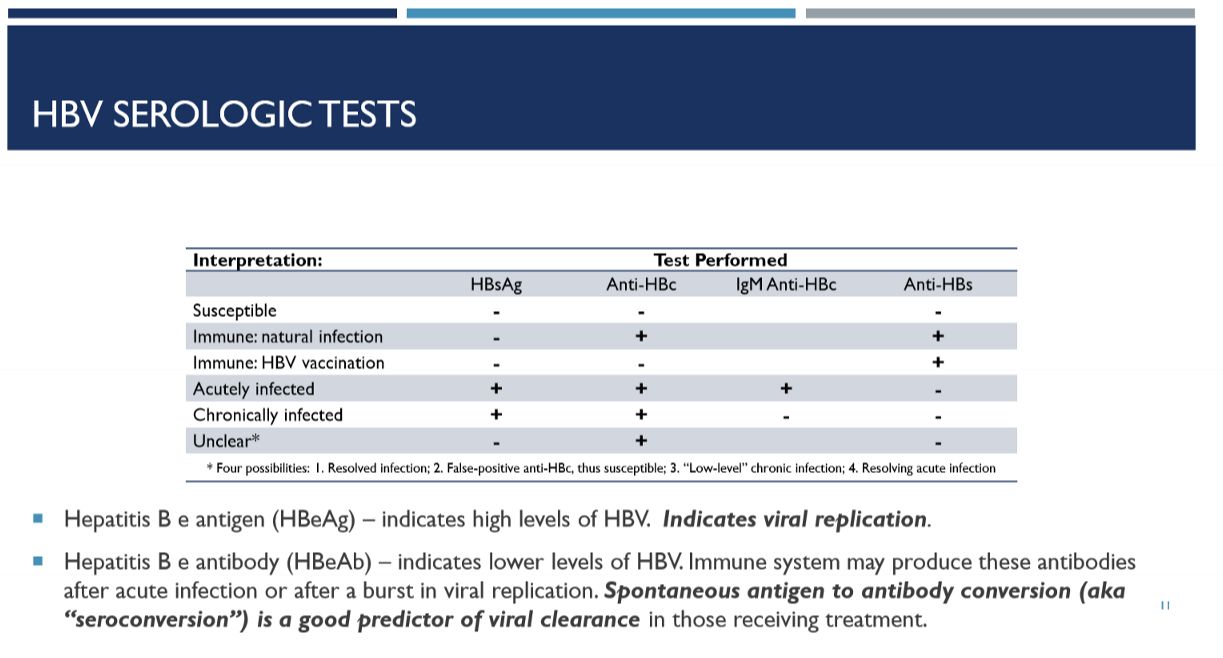 HBV SEROLOGIC TESTS
Interpretation: Test Performed
HBsAg Anti-HBc IgM Anti-HBc Anti-HBs
Susceptible - - -
Immune: natural infection - + +
Immune: HBV vaccination - - +
Acutely infected + + + -
Chronically infected + + - -
Unclear* - + -
* Four possibilities: 1. Resolved infection; 2. False-positive anti-HBc, thus susceptible; 3. “Low-level” chronic infection; 4. Resolving acute infection
Hepatitis B e antigen (HBeAg) – indicates high levels of HBV. Indicates viral replication.
Hepatitis B e antibody (HBeAb) – indicates lower levels of HBV. Immune system may produce these antibodies
after acute infection or after a burst in viral replication. Spontaneous antigen to antibody conversion (aka
“seroconversion”) is a good predictor of viral clearance in those receiving treatment.
11